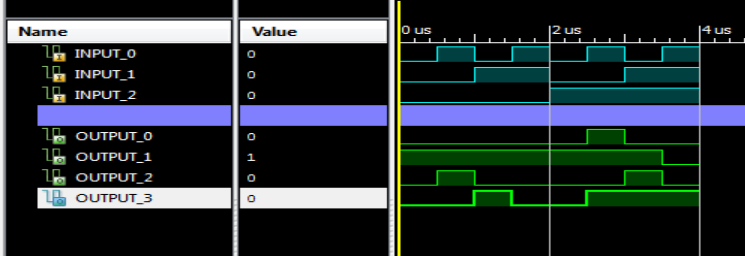 Name Value 0 us 2 us 4 us
INPUT_0 0
INPUT_1 0
INPUT_2 0
OUTPUT_0 0
OUTPUT_1 1
OUTPUT_2 0
OUTPUT_3 0